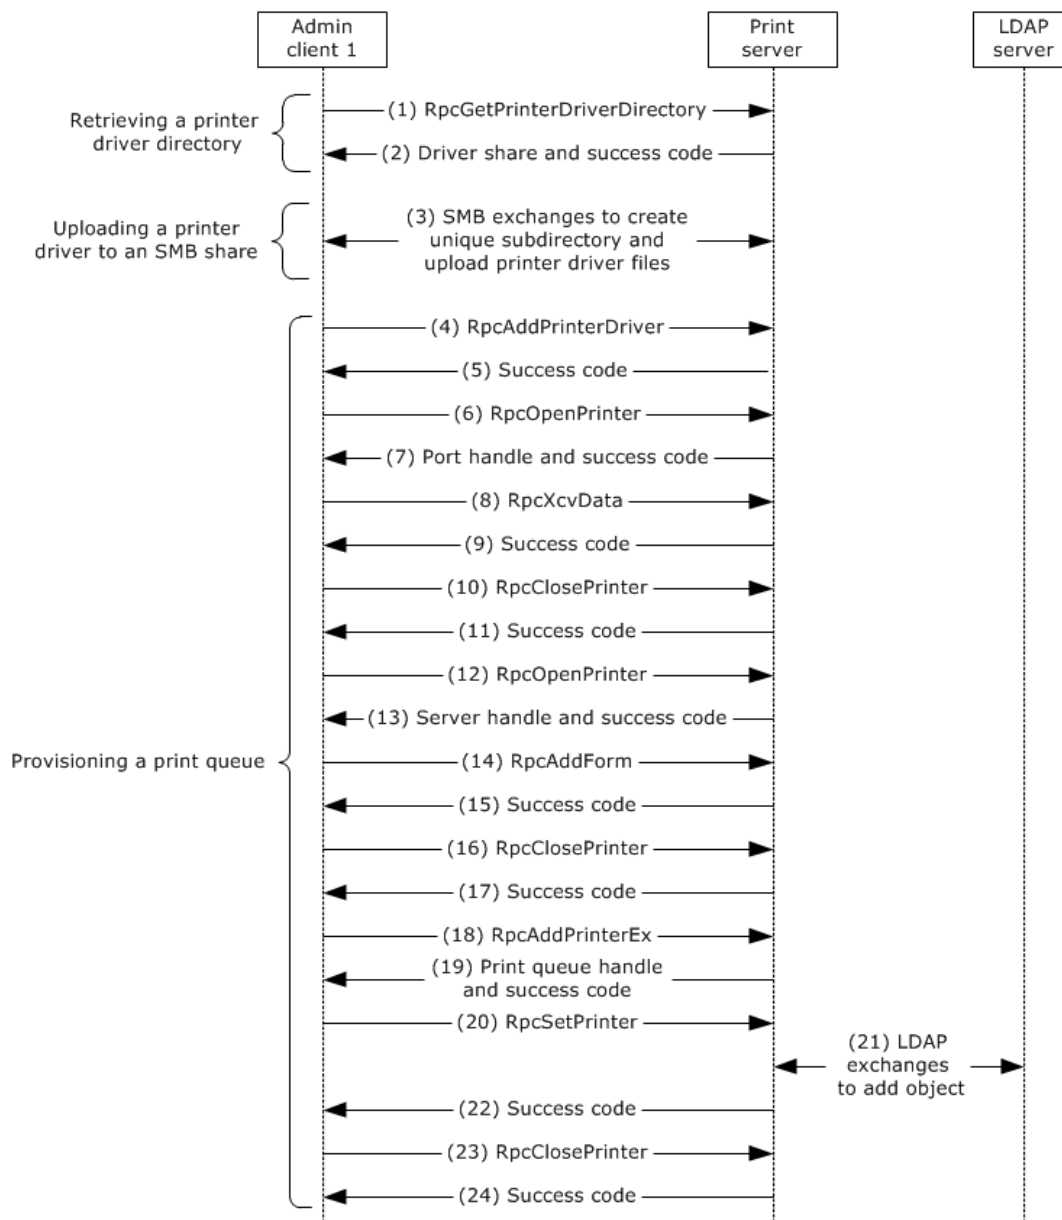 Admin
client 1
Print
server
LDAP
server
Retrieving a printer
driver directory
(1) RpcGetPrinterDriverDirectory
(2) Driver share and success code
Uploading a printer
driver to an SMB share
(3) SMB exchanges to create
unique subdirectory and
upload printer driver files
Provisioning a print queue
(4) RpcAddPrinterDriver
(5) Success code
(6) RpcOpenPrinter
(7) Port handle and success code
(8) RpcXcvData
(9) Success code
(10) RpcClosePrinter
(11) Success code
(12) RpcOpenPrinter
(13) Server handle and success code
(14) RpcAddForm
(15) Success code
(16) RpcClosePrinter
(17) Success code
(18) RpcAddPrinterEx
(19) Print queue handle
and success code
(20) RpcSetPrinter
(21) LDAP
exchanges
to add object
(22) Success code
(23) RpcClosePrinter
(24) Success code